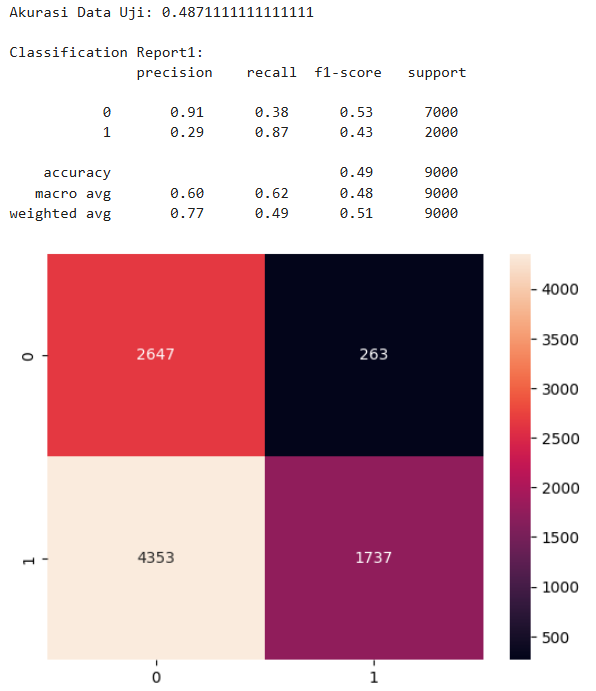 Akurasi Data Uji: 0.4871111111111111
Classification Report1:
precision recall f1-score support
0 0.91 0.38 0.53 7000
1 0.29 0.87 0.43 2000
accuracy 0.49 9000
macro avg 0.60 0.62 0.48 9000
weighted avg 0.77 0.49 0.51 9000
0 2647 263
1 4353 1737
0 1
4000
3500
3000
2500
2000
1500
1000
500